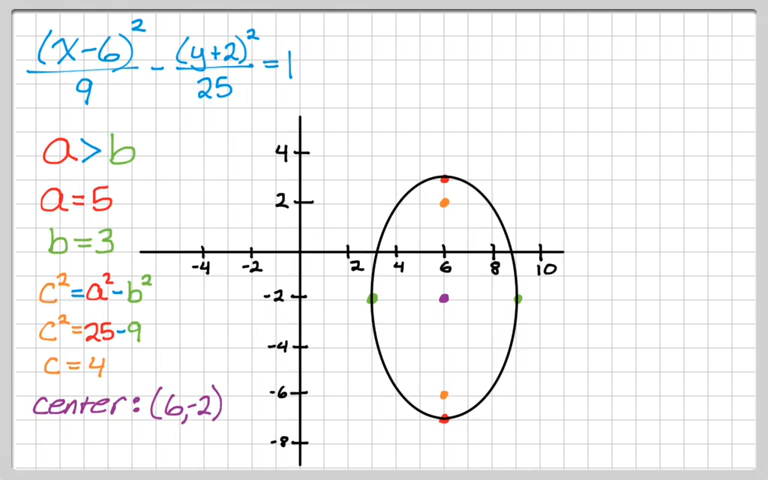 (x-6)²/9 - (y+2)²/25 = 1
a>b
a=5
b=3
c²=a²-b²
c²=25-9
c=4
center: (6,-2)
4
2
-4 -2 2 4 6 8 10
-2
-4
-6
-8